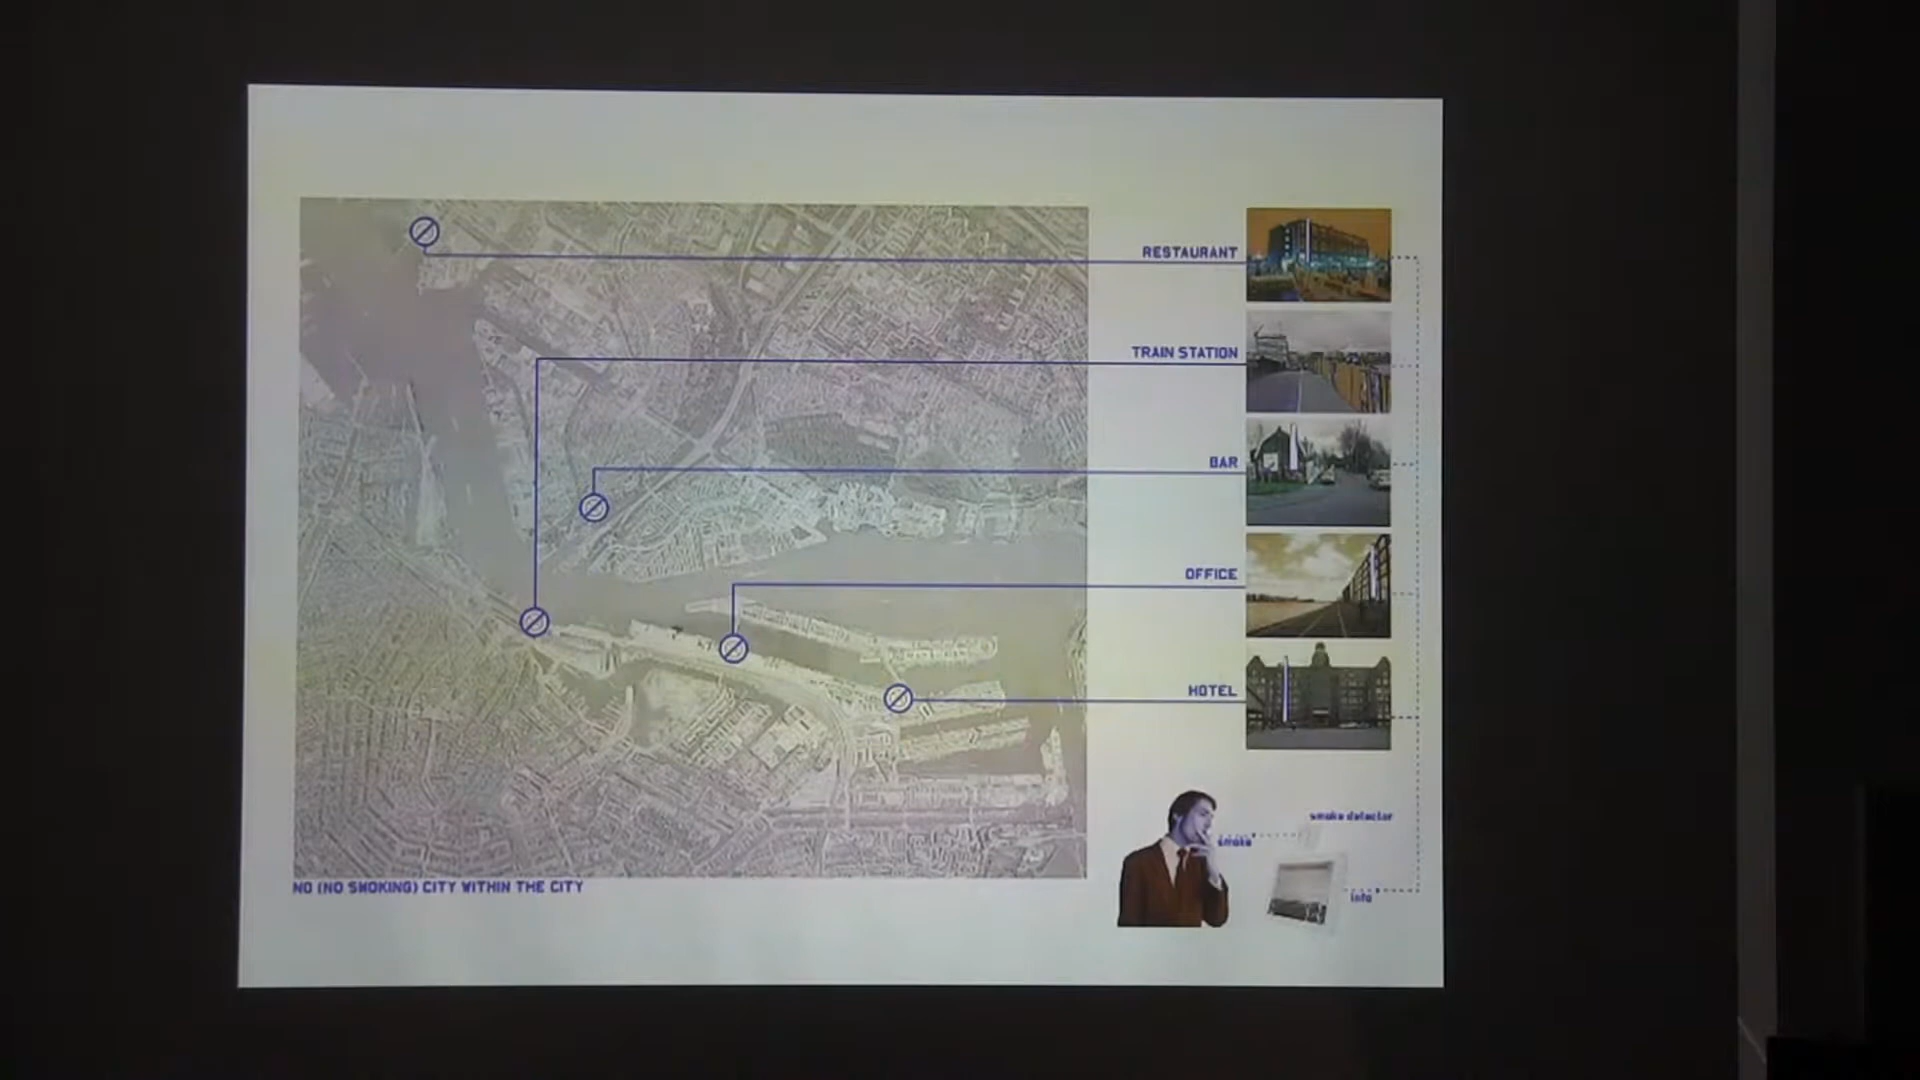 RESTAURANT
TRAIN STATION
BAR
OFFICE
HOTEL
smoke detector
smoke
info
NO (NO SMOKING) CITY WITHIN THE CITY